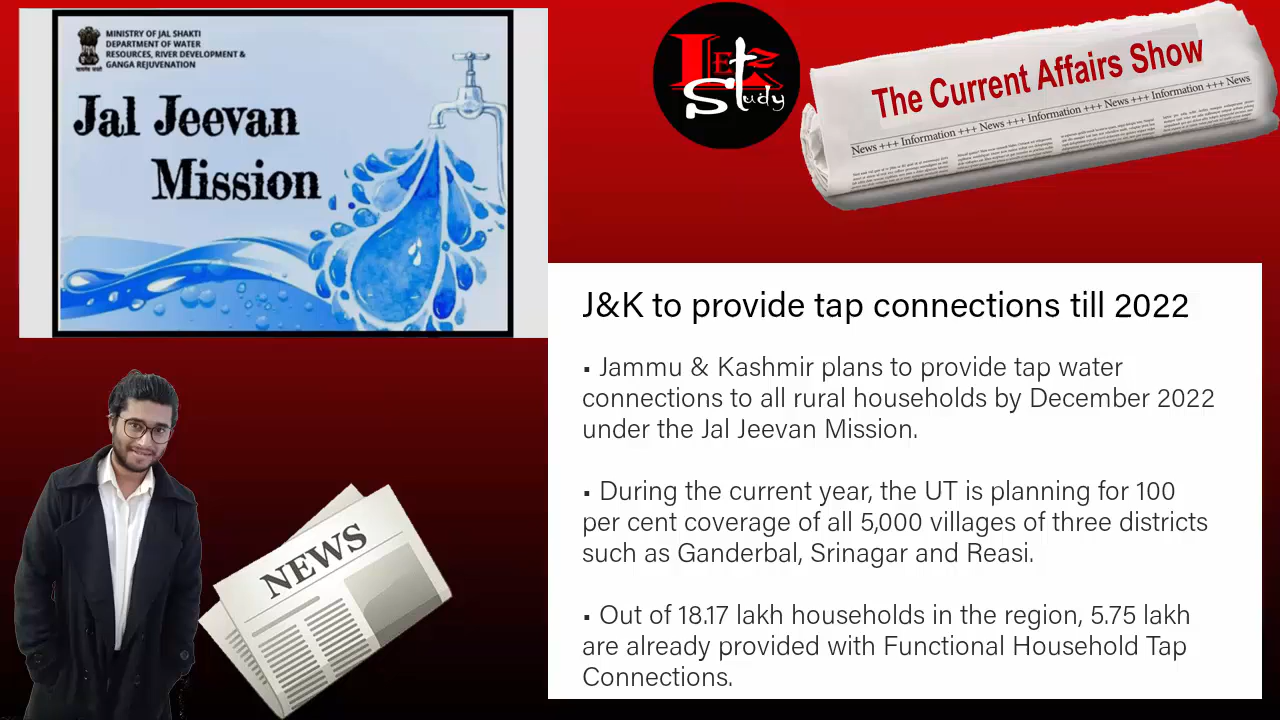 MINISTRY OF JAL SHAKTI
DEPARTMENT OF WATER
RESOURCES, RIVER DEVELOPMENT &
GANGA REJUVENATION
Jal Jeevan
Mission
LET'z
Study
The Current Affairs Show
News +++ Information +++ News +++ Information +++ News +++ Information +++ News
J&K to provide tap connections till 2022
▪ Jammu & Kashmir plans to provide tap water
connections to all rural households by December 2022
under the Jal Jeevan Mission.
▪ During the current year, the UT is planning for 100
per cent coverage of all 5,000 villages of three districts
such as Ganderbal, Srinagar and Reasi.
▪ Out of 18.17 lakh households in the region, 5.75 lakh
are already provided with Functional Household Tap
Connections.
NEWS